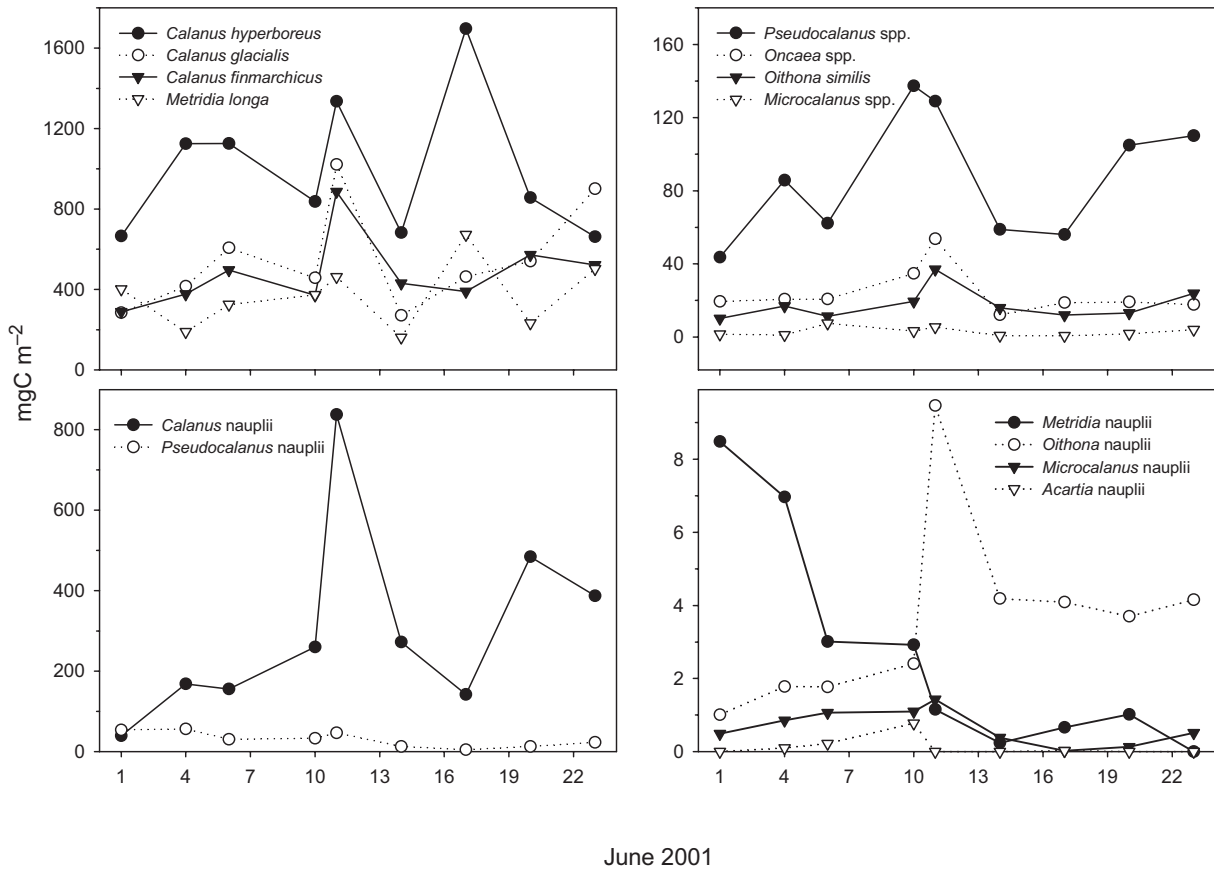 1600
1200
800
400
0
Calanus hyperboreus
Calanus glacialis
Calanus finmarchicus
Metridia longa
160
120
80
40
0
Pseudocalanus spp.
Oncaea spp.
Oithona similis
Microcalanus spp.
mgC m−2
800
600
400
200
0
Calanus nauplii
Pseudocalanus nauplii
1 4 7 10 13 16 19 22
8
6
4
2
0
Metridia nauplii
Oithona nauplii
Microcalanus nauplii
Acartia nauplii
1 4 7 10 13 16 19 22
June 2001